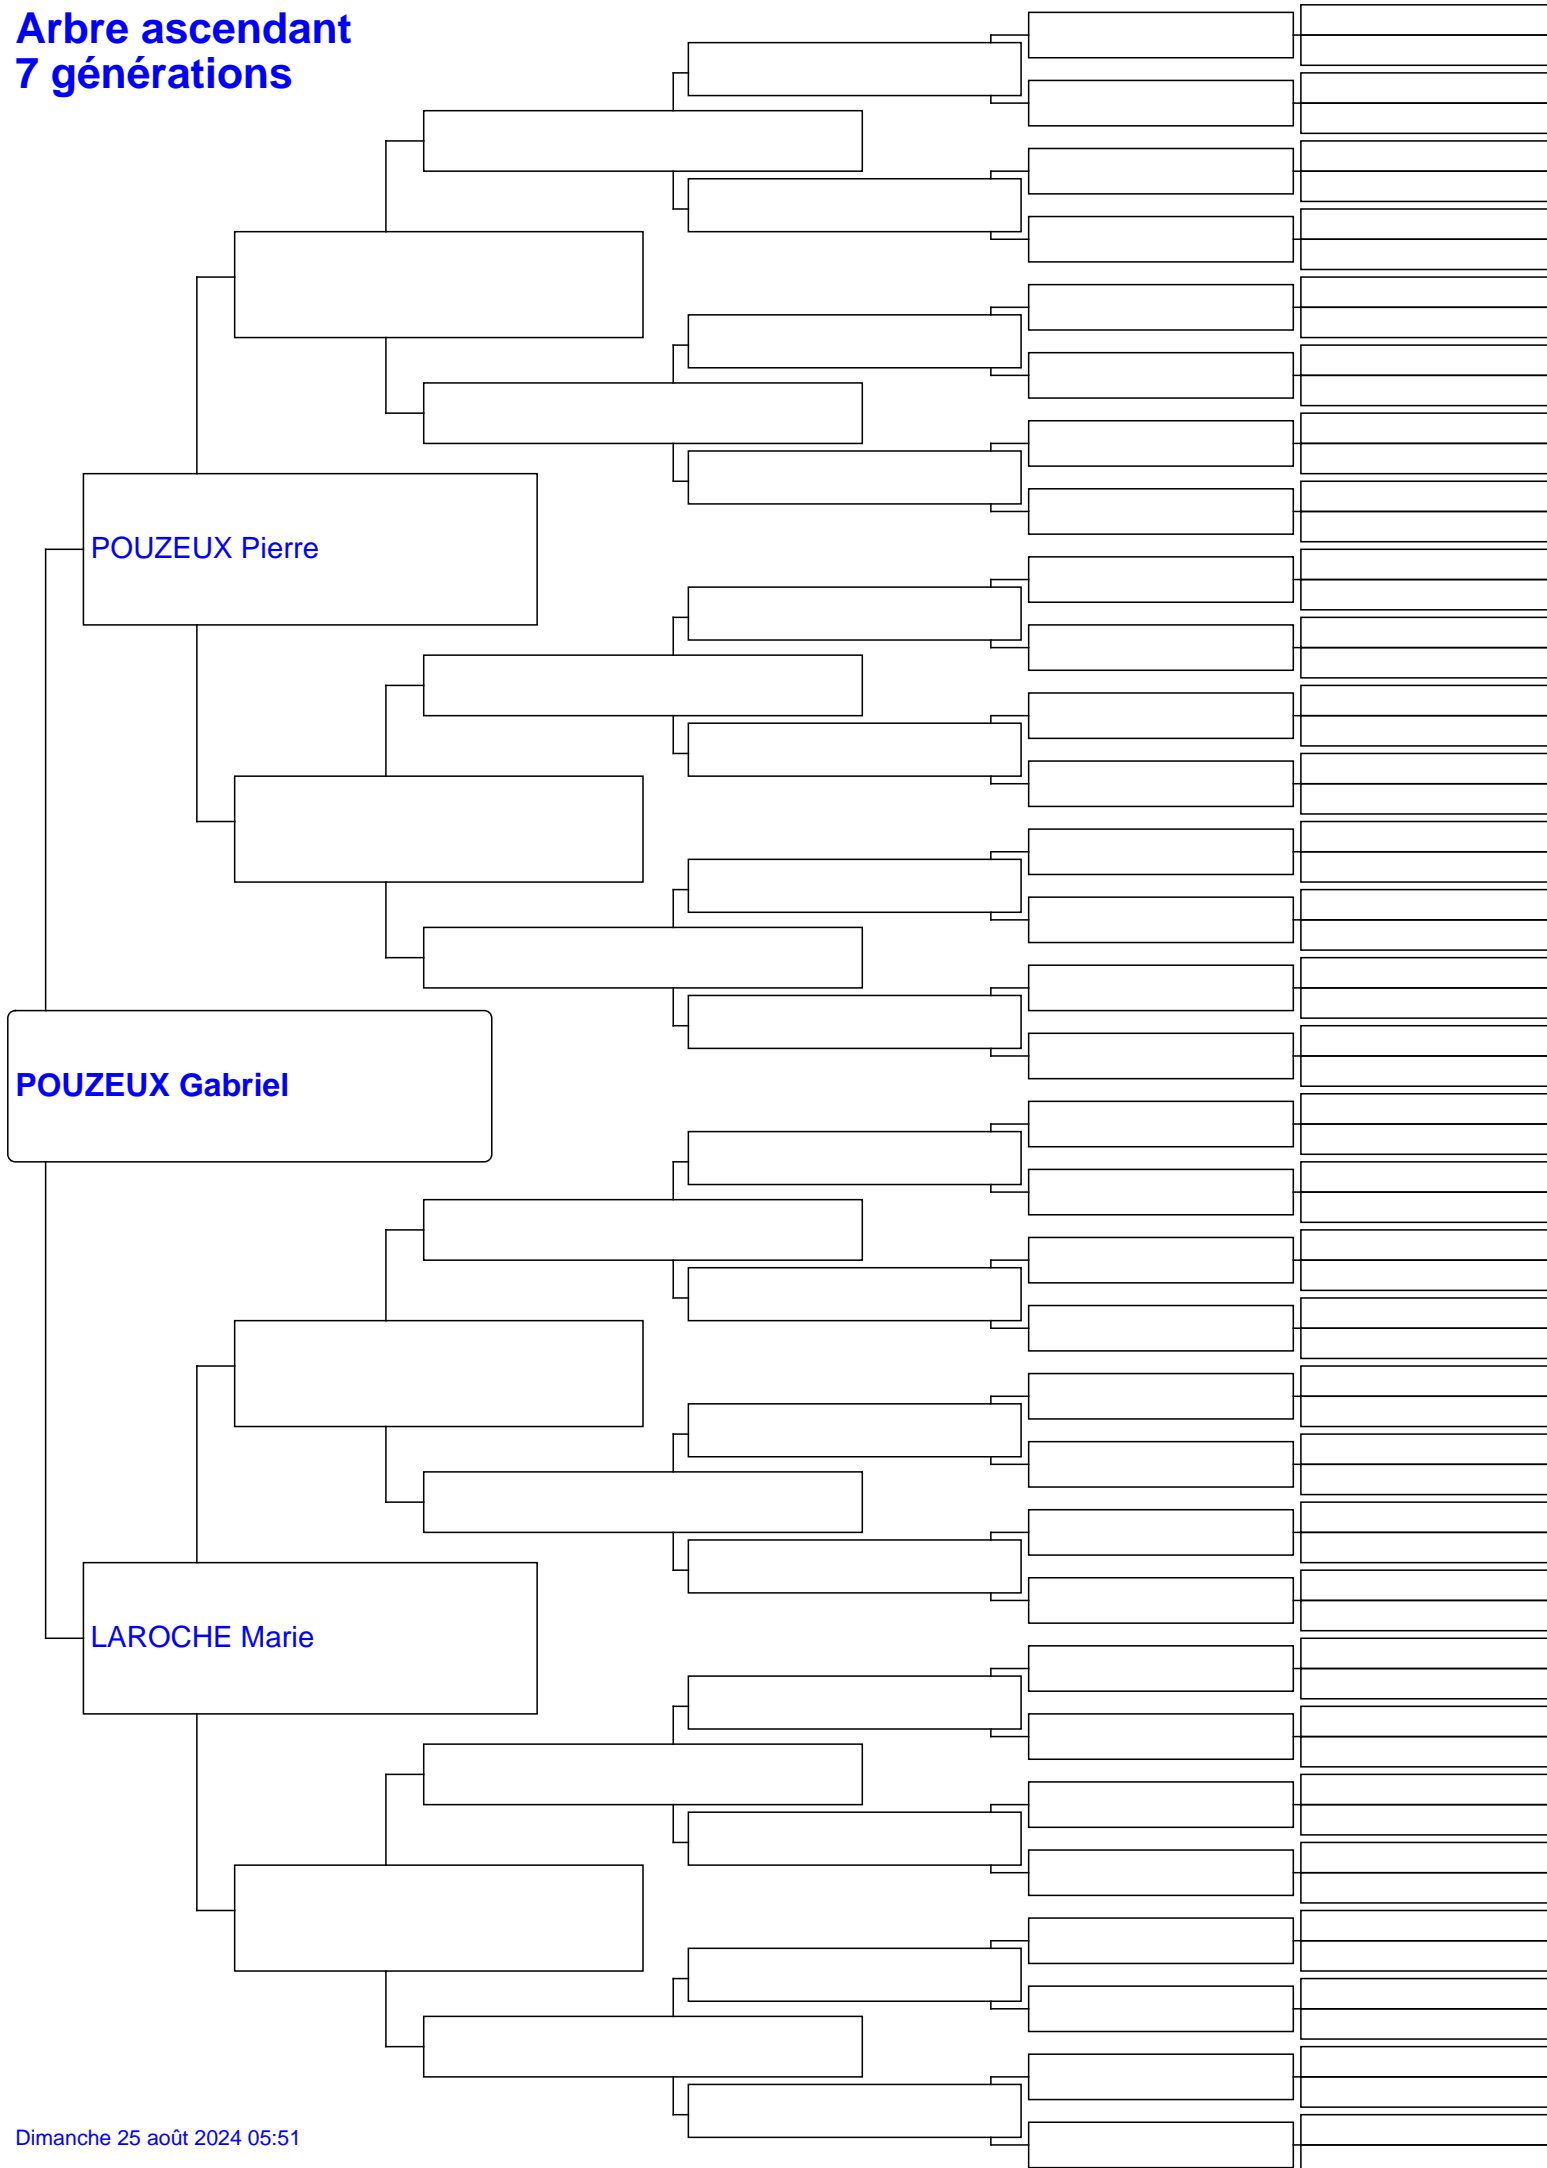 Arbre ascendant
7 générations
POUZEUX Pierre
POUZEUX Gabriel
LAROCHE Marie
Dimanche 25 août 2024 05:51